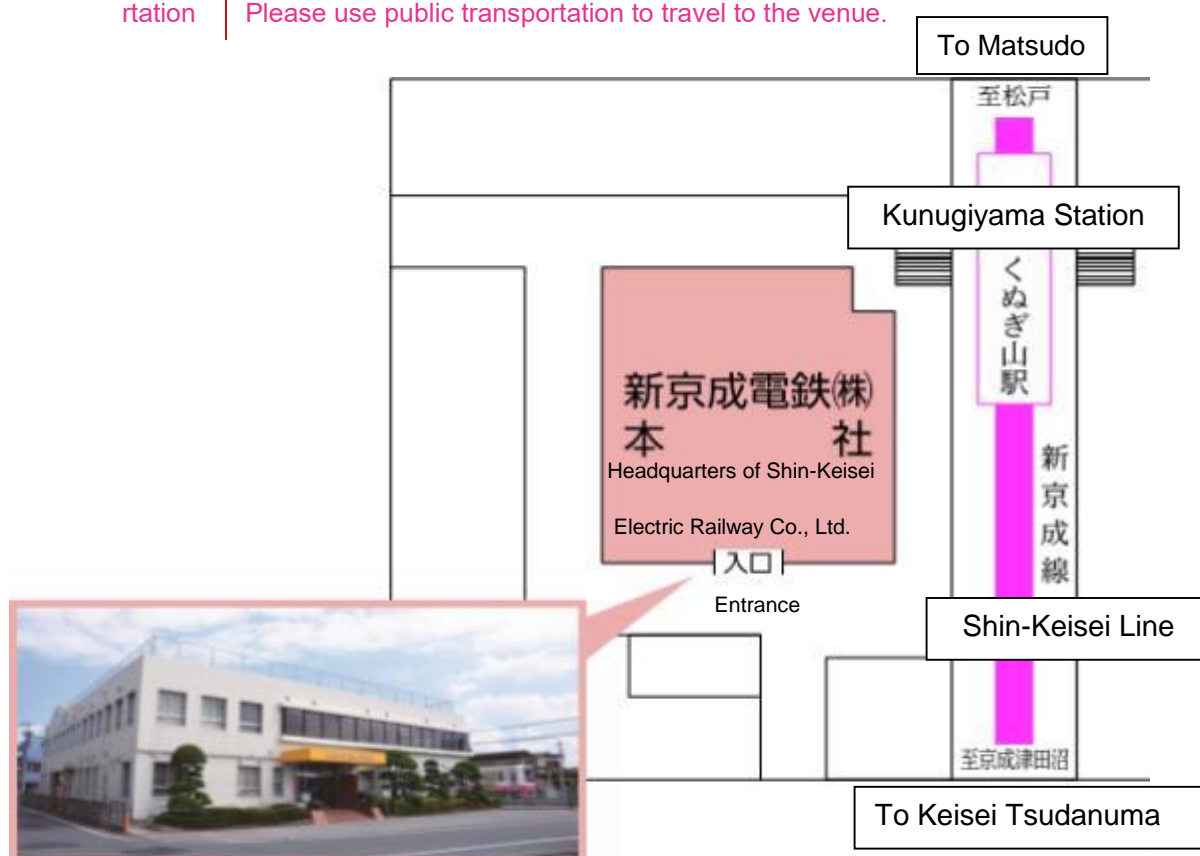 rtation
Please use public transportation to travel to the venue.
To Matsudo
至松戸
Kunugiyama Station
くぬぎ山駅
新京成電鉄㈱
本社
Headquarters of Shin-Keisei
Electric Railway Co., Ltd.
新京成線
入口
Entrance
Shin-Keisei Line
至京成津田沼
To Keisei Tsudanuma